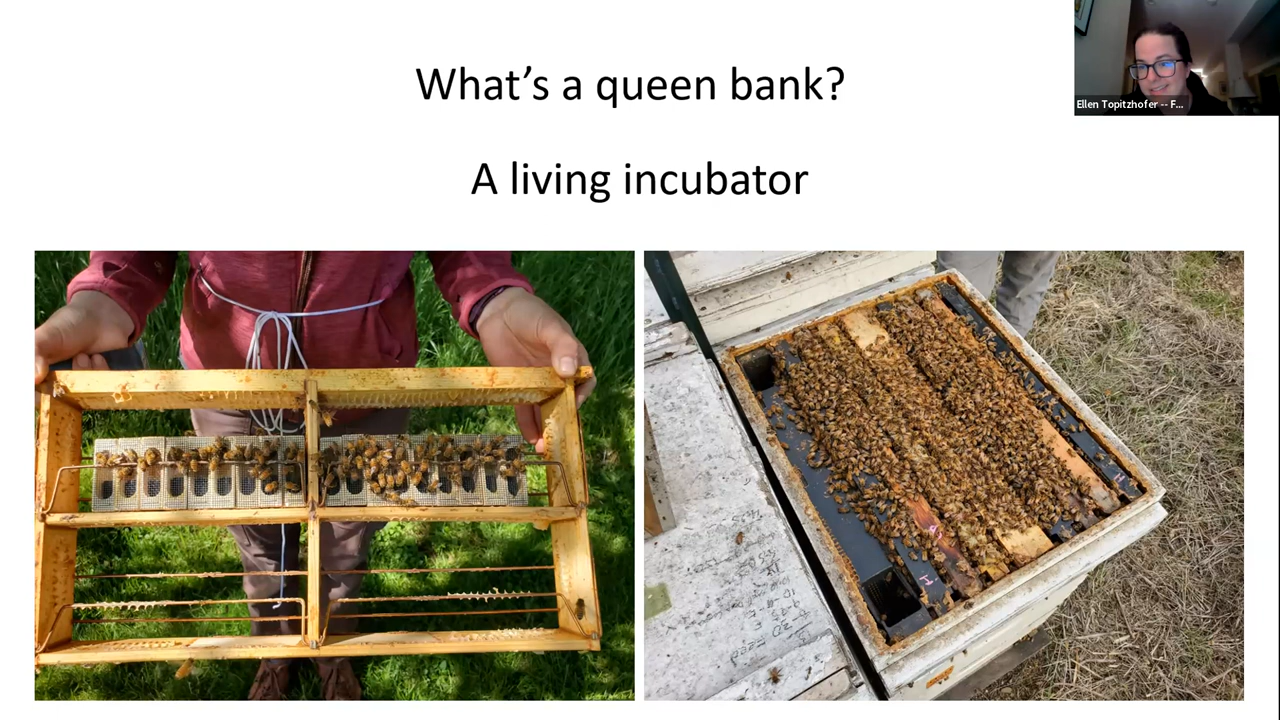 What's a queen bank?
Ellen Topitzhofer -- F...
A living incubator